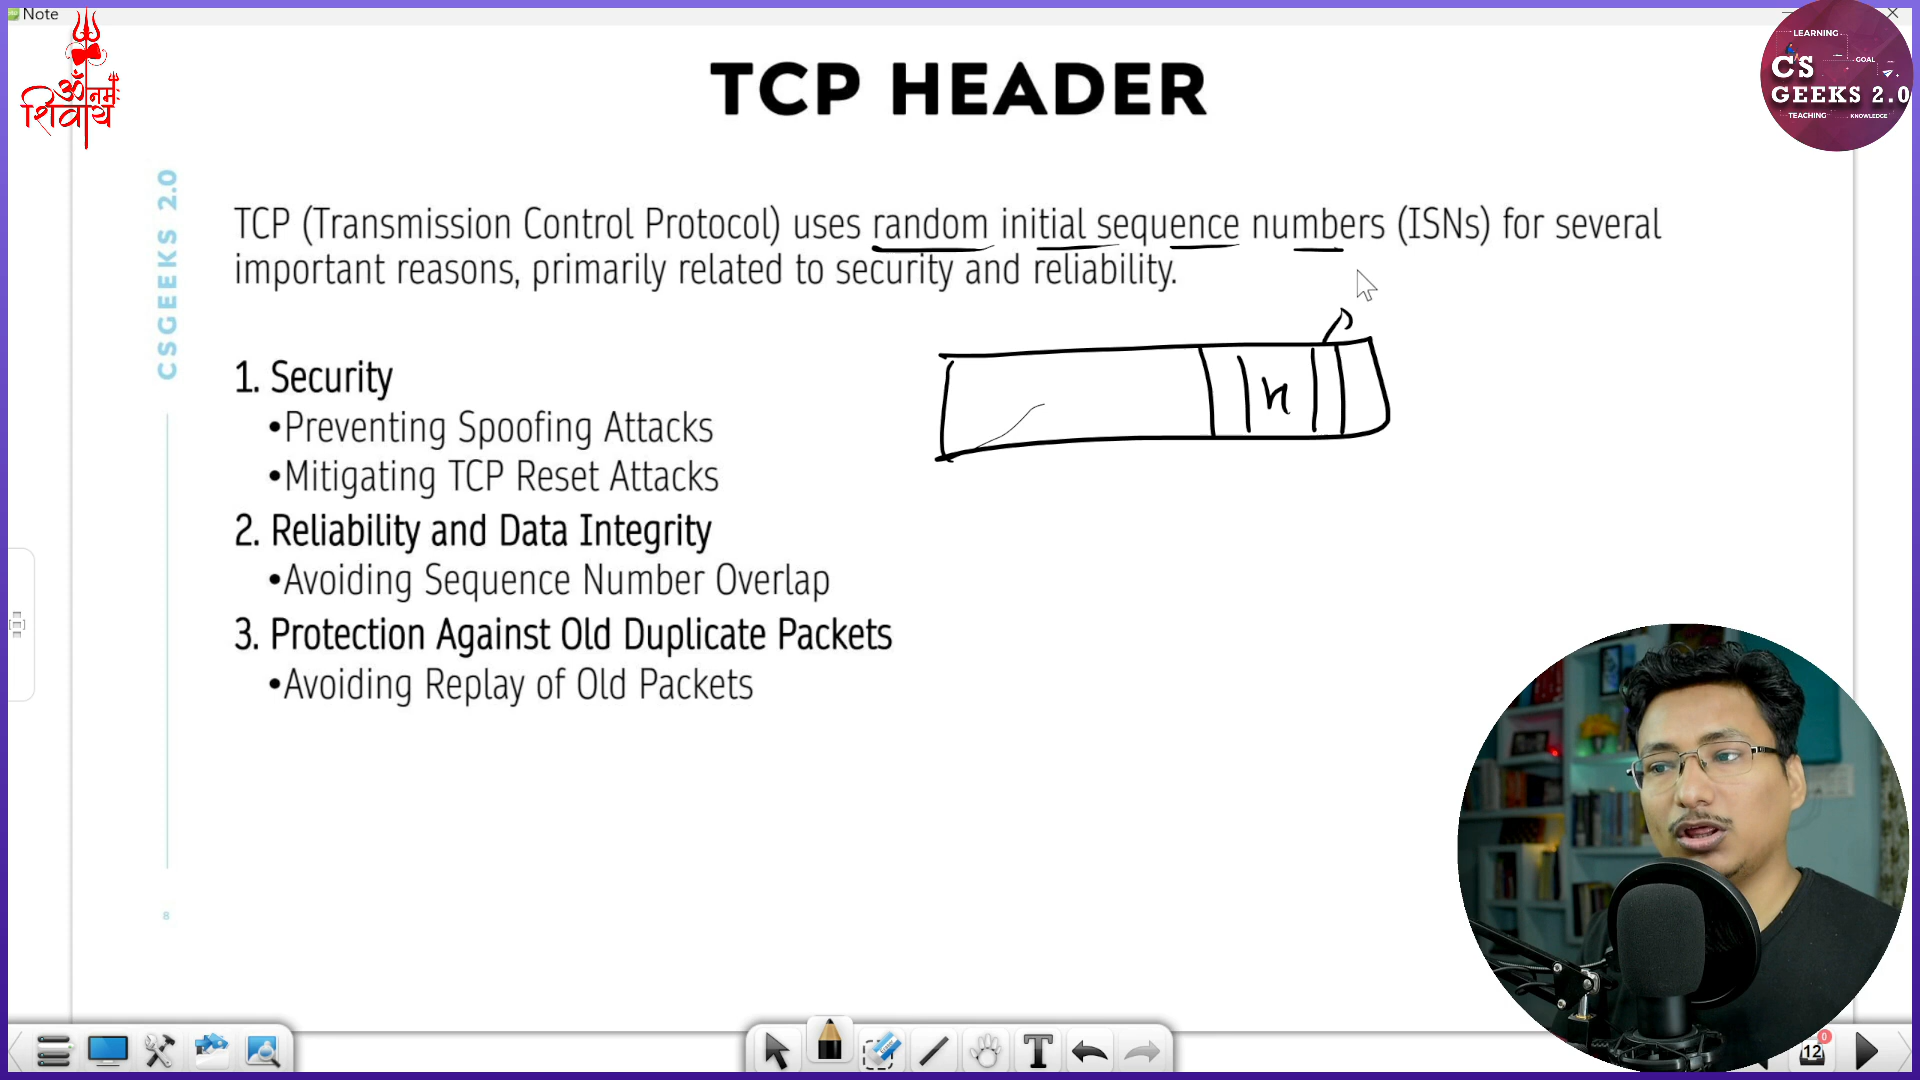 Note
ॐ नमः
शिवाय
TCP HEADER
LEARNING
GOAL
CS
GEEKS 2.0
TEACHING
KNOWLEDGE
CSGEEKS 2.0
TCP (Transmission Control Protocol) uses random initial sequence numbers (ISNs) for several
important reasons, primarily related to security and reliability.
1. Security
•Preventing Spoofing Attacks
•Mitigating TCP Reset Attacks
n
2. Reliability and Data Integrity
•Avoiding Sequence Number Overlap
3. Protection Against Old Duplicate Packets
•Avoiding Replay of Old Packets
8
T
12
0